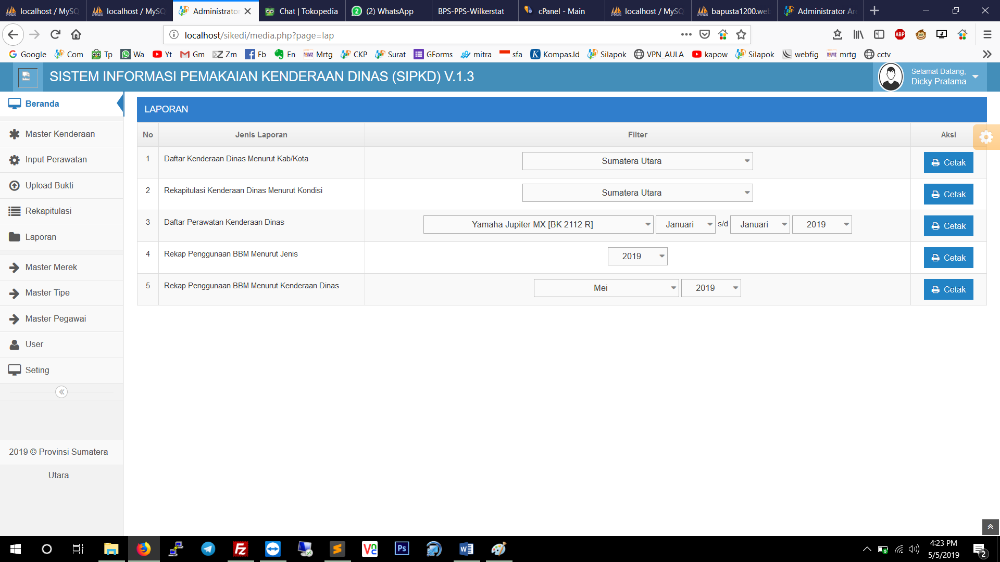 localhost / MySQ
localhost / MySQ
Administrator
Chat | Tokopedia
(2) WhatsApp
BPS-PPS-Wilkerstat
cPanel - Main
localhost / MySQ
bapusta1200.web
Administrator Are
localhost/sikedi/media.php?page=lap
ABP
Google
Com
Tp
Wa
Yt
Gm
Zm
Fb
En
Mrtg
CKP
Surat
GForms
mitra
sfa
Kompas.Id
Silapok
VPN_AULA
kapow
Silapok
webfig
mrtg
cctv
SISTEM INFORMASI PEMAKAIAN KENDERAAN DINAS (SIPKD) V.1.3
Selamat Datang,
Dicky Pratama
Beranda
Master Kenderaan
Input Perawatan
Upload Bukti
Rekapitulasi
Laporan
Master Merek
Master Tipe
Master Pegawai
User
Seting
2019 © Provinsi Sumatera
Utara
LAPORAN
No Jenis Laporan Filter Aksi
1 Daftar Kenderaan Dinas Menurut Kab/Kota Sumatera Utara Cetak
2 Rekapitulasi Kenderaan Dinas Menurut Kondisi Sumatera Utara Cetak
3 Daftar Perawatan Kenderaan Dinas Yamaha Jupiter MX [BK 2112 R] Januari s/d Januari 2019 Cetak
4 Rekap Penggunaan BBM Menurut Jenis 2019 Cetak
5 Rekap Penggunaan BBM Menurut Kenderaan Dinas Mei 2019 Cetak
4:23 PM
5/5/2019
2